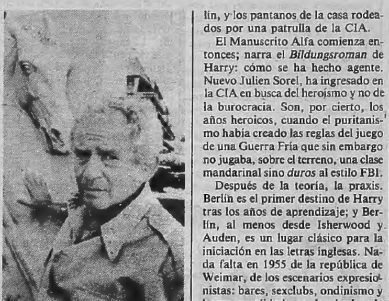 lin, y los pantanos de la casa rodea-
dos por una patrulla de la CIA.
El Manuscrito Alfa comienza en-
tonces; narra el Bildungsroman de
Harry: cómo se ha hecho agente.
Nuevo Julien Sorel, ha ingresado en
la CIA en busca del heroísmo y no de
la burocracia. Son, por cierto, los
años heroicos, cuando el puritanis-
mo había creado las reglas del juego
de una Guerra Fría que sin embargo
no jugaba, sobre el terreno, una clase
mandarinal sino duros al estilo FBI.
Después de la teoría, la praxis.
Berlín es el primer destino de Harry
tras los años de aprendizaje; y Ber-
lín, al menos desde Isherwood y
Auden, es un lugar clásico para la
iniciación en las letras inglesas. Na-
da falta en 1955 de la república de
Weimar, de los escenarios expresio-
nistas: bares, sexclubs, ondinismo y